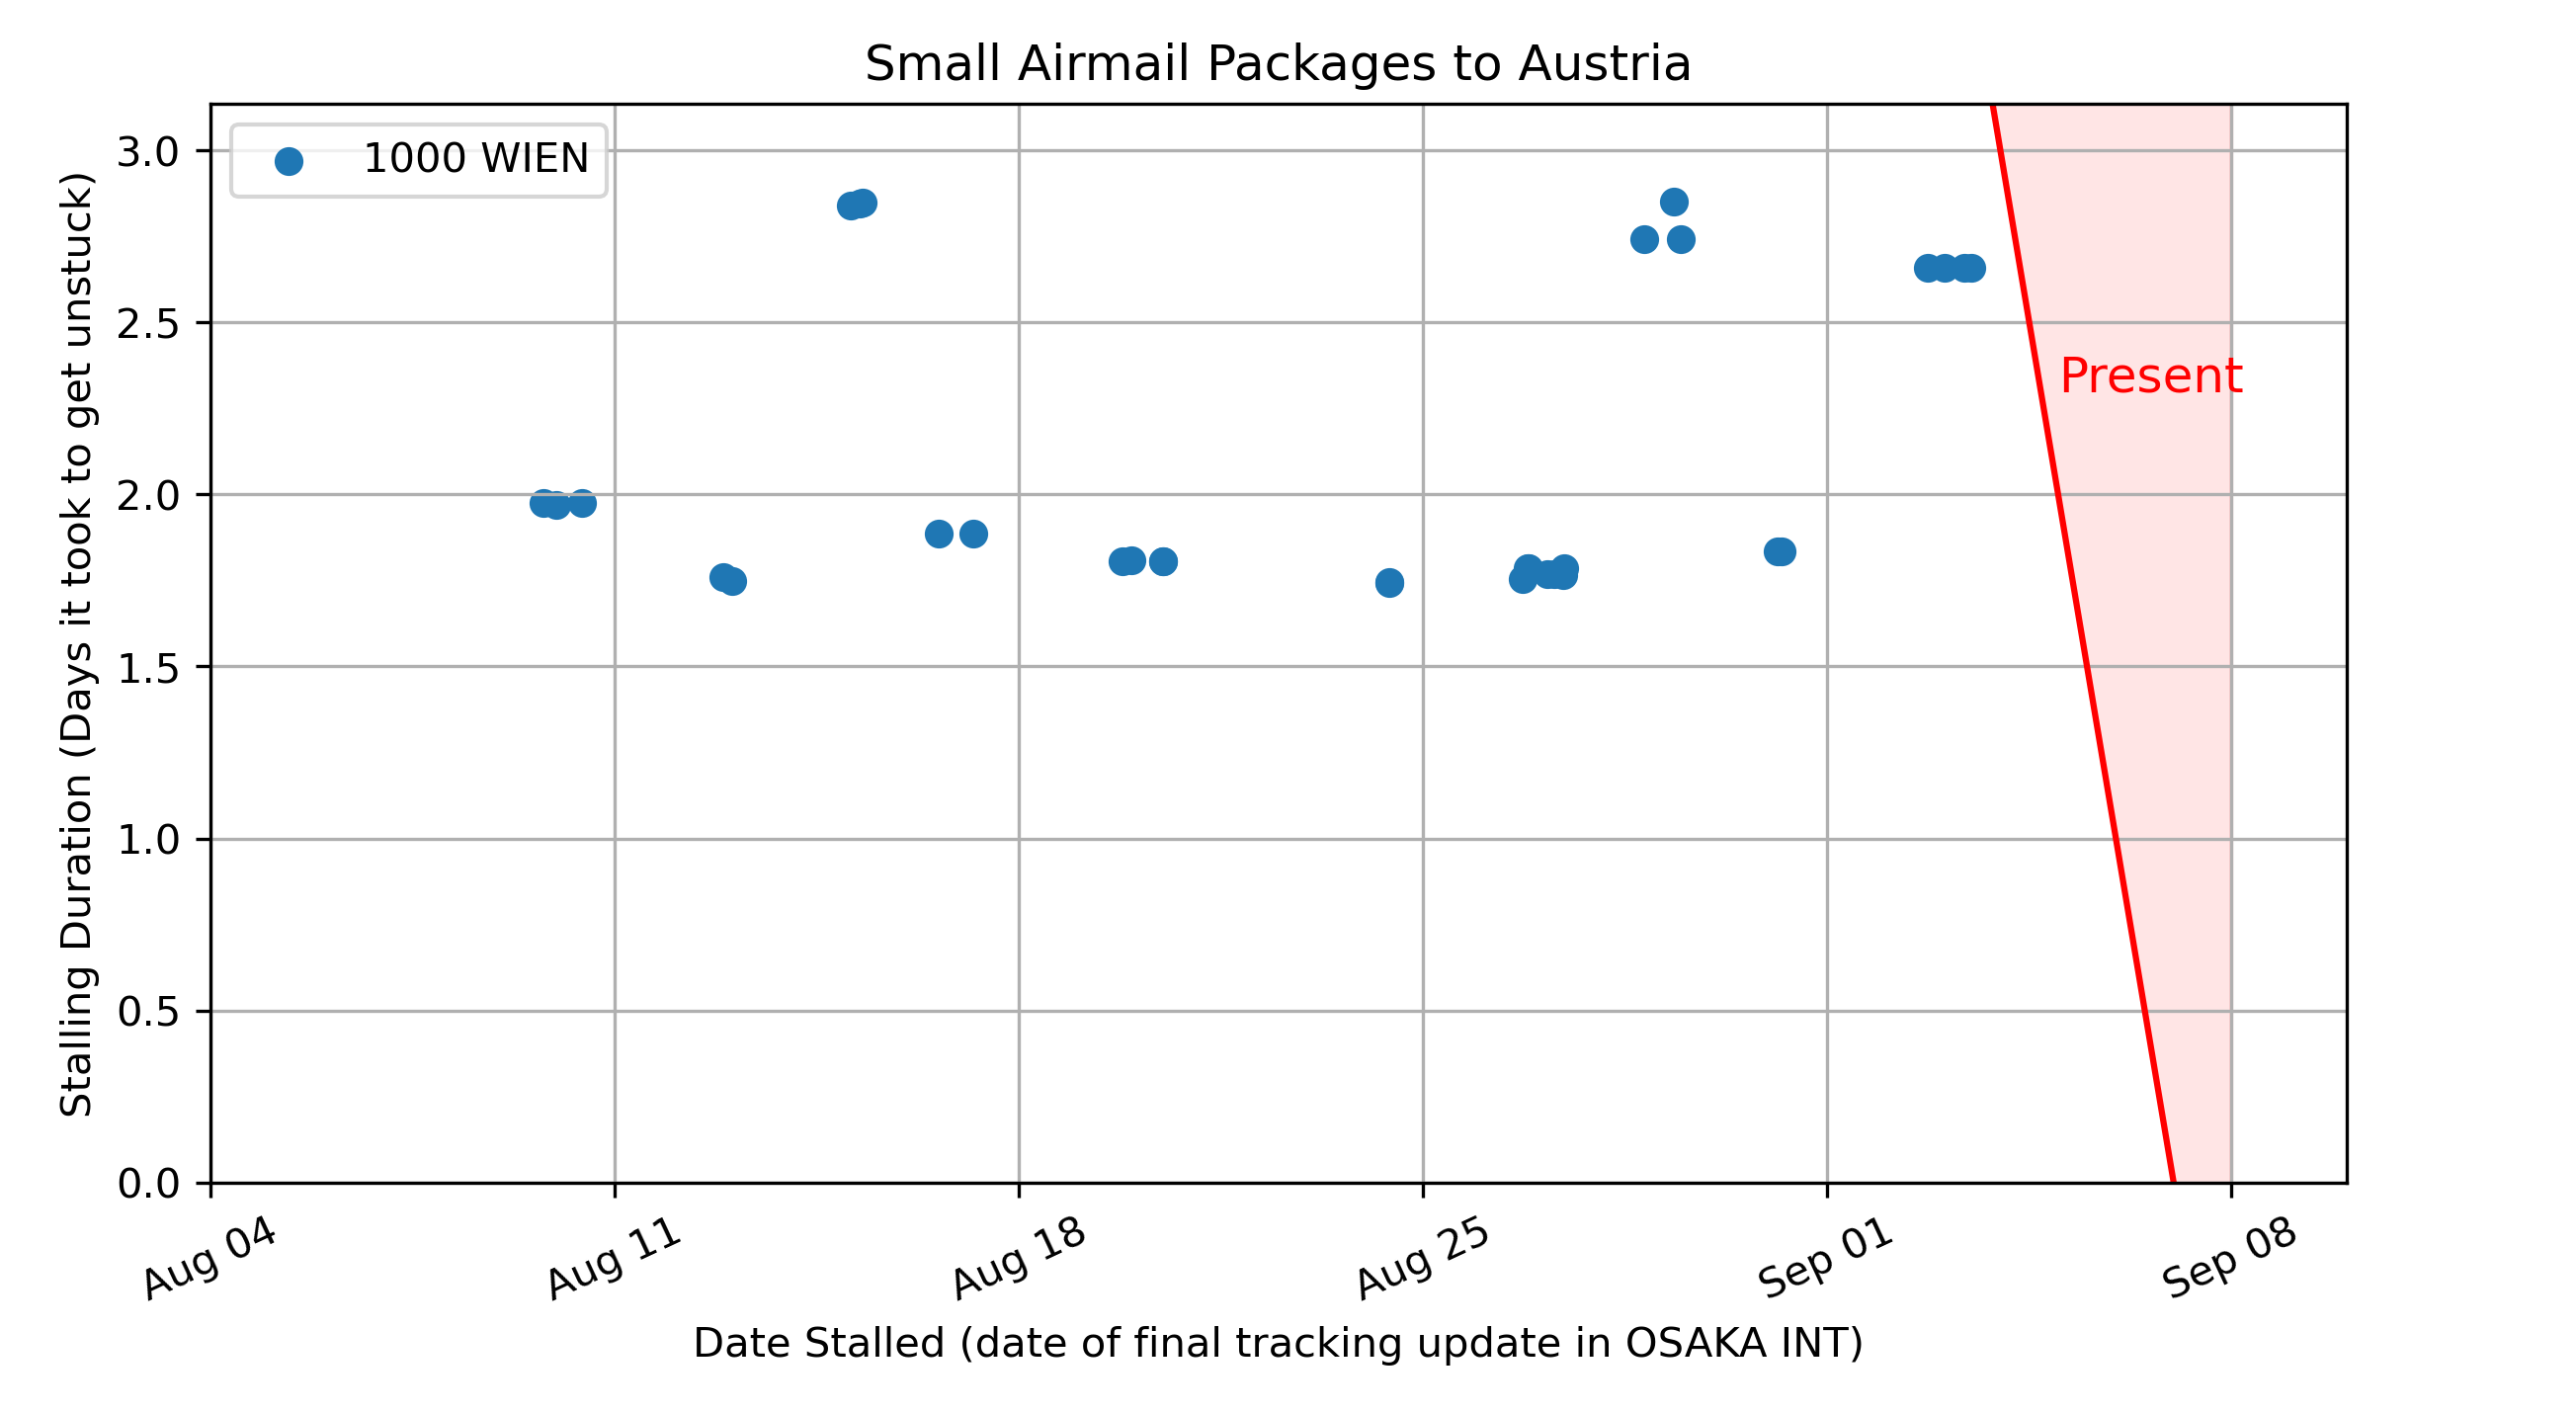 Small Airmail Packages to Austria
1000 WIEN
Present
Stalling Duration (Days it took to get unstuck)
3.0
2.5
2.0
1.5
1.0
0.5
0.0
Aug 04
Aug 11
Aug 18
Aug 25
Sep 01
Sep 08
Date Stalled (date of final tracking update in OSAKA INT)